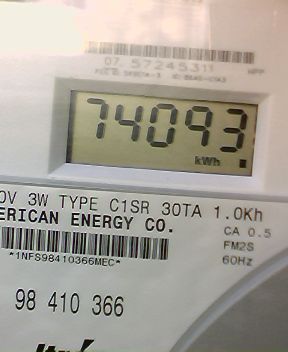 07 57245311
74093
kWh
0V 3W TYPE C1SR 30TA 1.0Kh
ERICAN ENERGY CO.
CA 0.5
FM2S
*1NFS98410366MEC*
60Hz
98 410 366